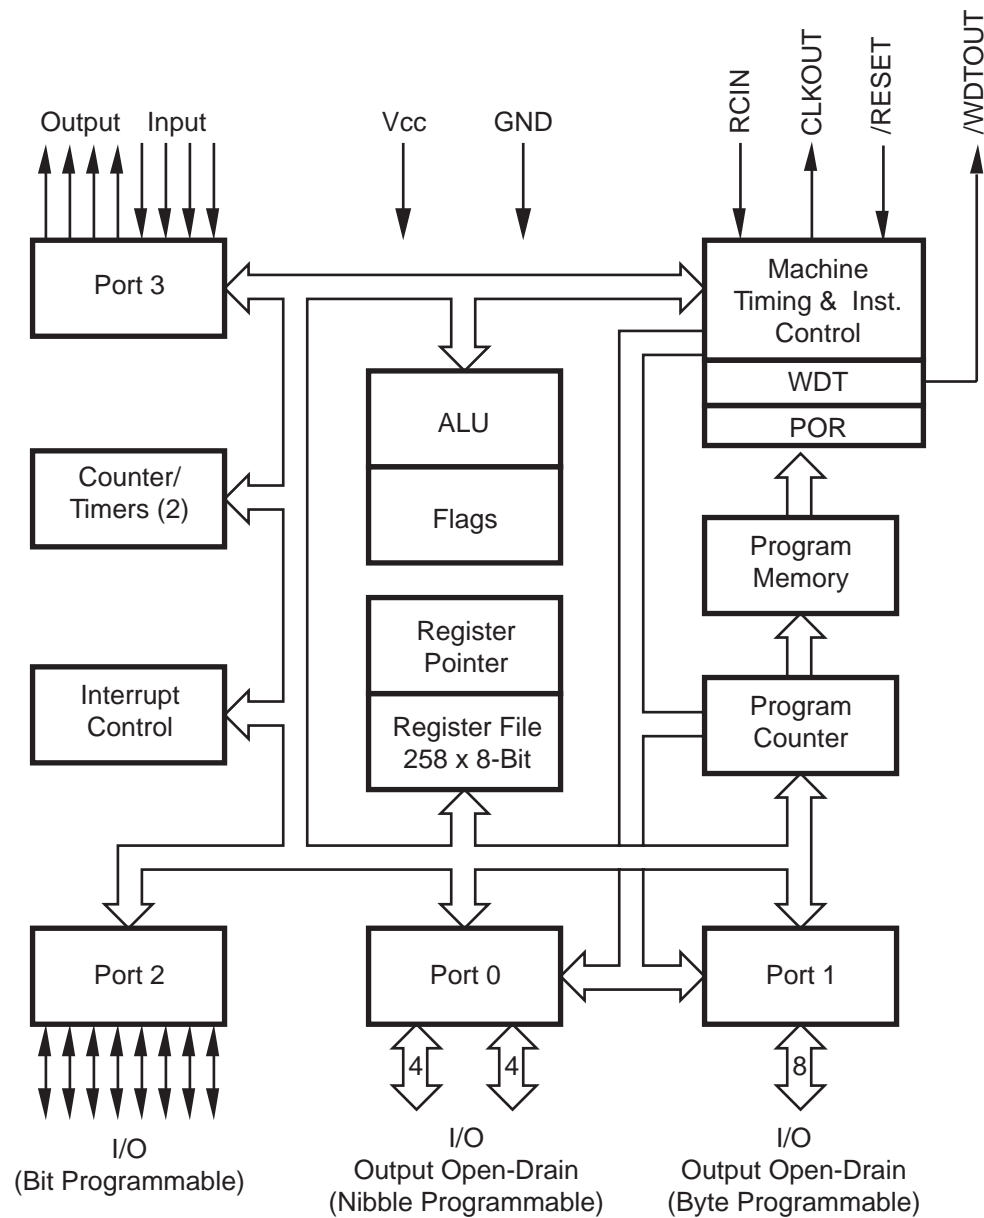 RCIN
CLKOUT
/RESET
/WDTOUT
Output
Input
Vcc
GND
Port 3
Machine
Timing & Inst.
Control
WDT
POR
ALU
Flags
Counter/
Timers (2)
Program
Memory
Register
Pointer
Register File
258 x 8-Bit
Interrupt
Control
Program
Counter
Port 2
Port 0
Port 1
4
4
8
I/O
(Bit Programmable)
I/O
Output Open-Drain
(Nibble Programmable)
I/O
Output Open-Drain
(Byte Programmable)